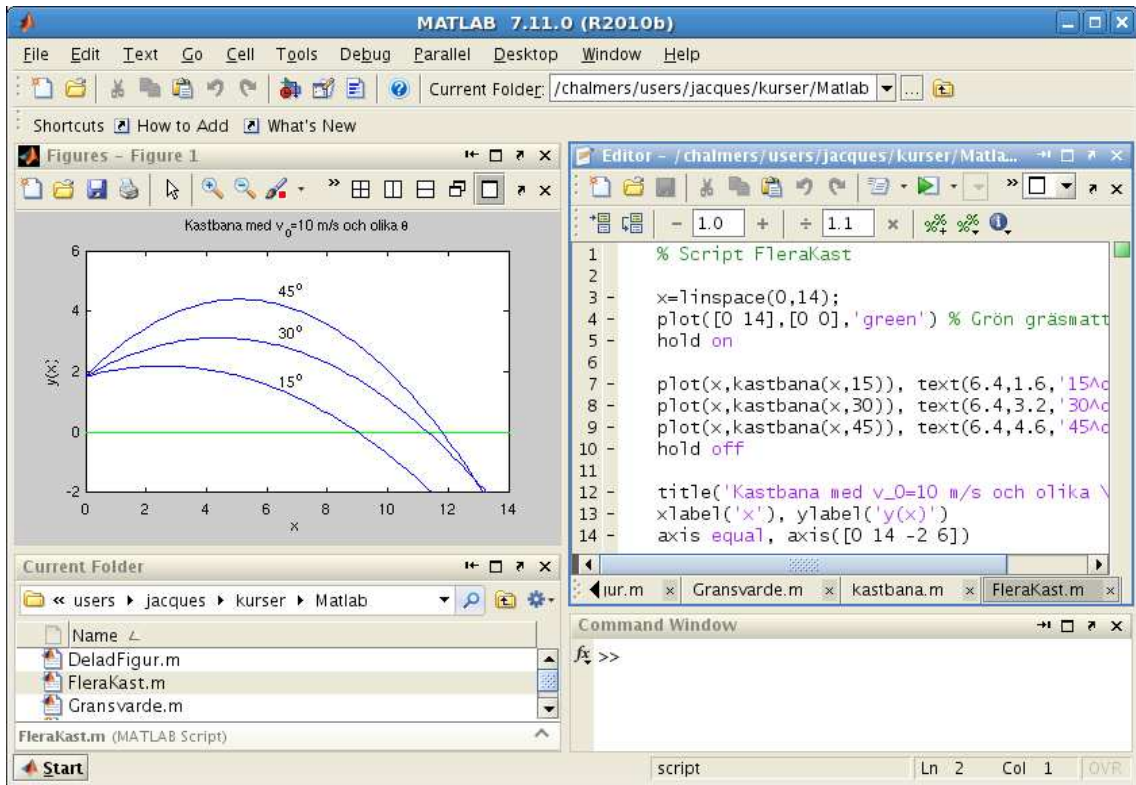 MATLAB 7.11.0 (R2010b)
File Edit Text Go Cell Tools Debug Parallel Desktop Window Help
Current Folder: /chalmers/users/jacques/kurser/Matlab ...
Shortcuts How to Add What's New
Figures - Figure 1
»
Kastbana med v_0=10 m/s och olika θ
6
4
2
0
-2
y(x)
45°
30°
15°
0 2 4 6 8 10 12 14
x
Current Folder
« users jacques kurser Matlab
Name
DeladFigur.m
FleraKast.m
Gransvarde.m
FleraKast.m (MATLAB Script)
Start
Editor - /chalmers/users/jacques/kurser/Matla...
»
- 1.0 + ÷ 1.1 ×
1 % Script FleraKast
2
3 - x=linspace(0,14);
4 - plot([0 14],[0 0],'green') % Grön gräsmatt
5 - hold on
6
7 - plot(x,kastbana(x,15)), text(6.4,1.6,'15^c
8 - plot(x,kastbana(x,30)), text(6.4,3.2,'30^c
9 - plot(x,kastbana(x,45)), text(6.4,4.6,'45^c
10 - hold off
11
12 - title('Kastbana med v_0=10 m/s och olika \
13 - xlabel('x'), ylabel('y(x)')
14 - axis equal, axis([0 14 -2 6])
jur.m × Gransvarde.m × kastbana.m × FleraKast.m ×
Command Window
fx >>
script Ln 2 Col 1 OVR